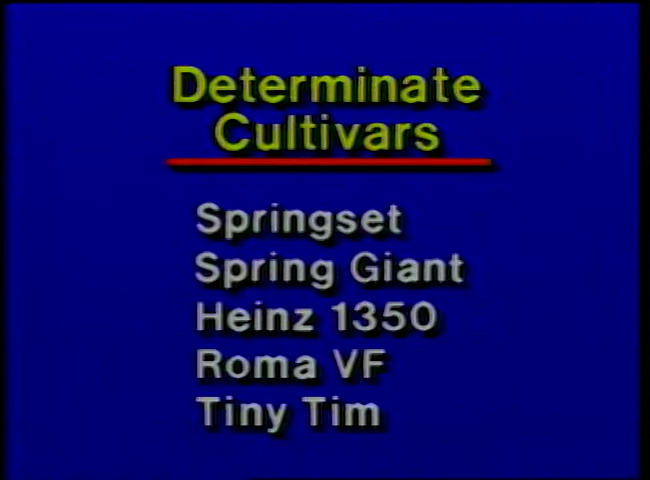 Determinate
Cultivars
Springset
Spring Giant
Heinz 1350
Roma VF
Tiny Tim